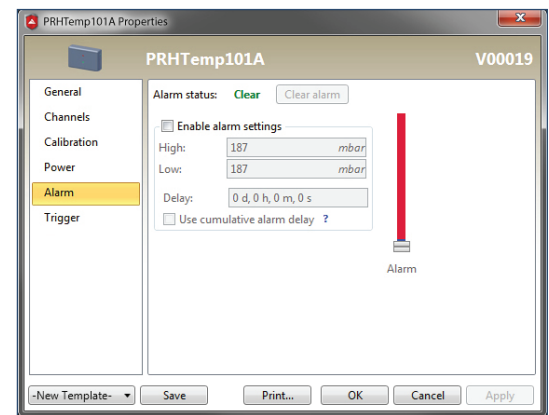 PRHTemp101A Properties
PRHTemp101A V00019
General
Channels
Calibration
Power
Alarm
Trigger
Alarm status: Clear Clear alarm
Enable alarm settings
High: 187 mbar
Low: 187 mbar
Delay: 0 d, 0 h, 0 m, 0 s
Use cumulative alarm delay ?
Alarm
-New Template- Save Print... OK Cancel Apply